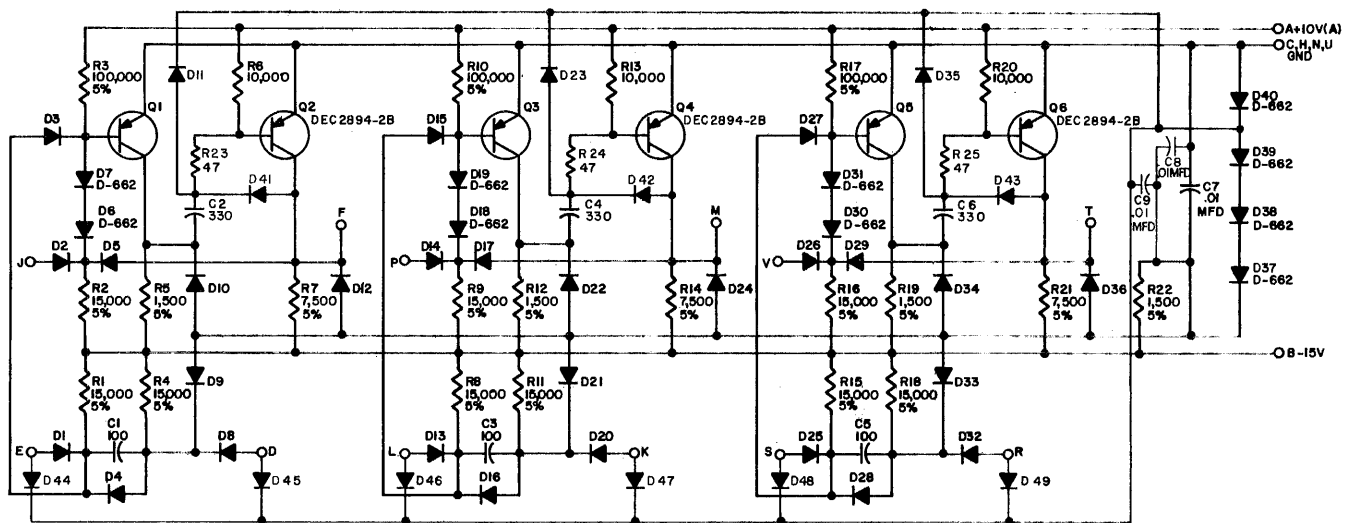 A+10V(A)
C,H,N,U
GND
R3
100,000
5%
D11
R6
10,000
R10
100,000
5%
D23
R13
10,000
R17
100,000
5%
D35
R20
10,000
D40
D-662
D3
Q1
Q2
DEC2894-2B
D15
Q3
Q4
DEC2894-2B
D27
Q5
Q6
DEC2894-2B
R23
47
R24
47
R25
47
C8
.01MFD
D39
D-662
D7
D-662
D41
D19
D-662
D42
D31
D-662
D43
C9
.01
MFD
C7
.01
MFD
D6
D-662
C2
330
F
D18
D-662
C4
330
M
D30
D-662
C6
330
T
D38
D-662
J
D2
D5
P
D14
D17
V
D26
D29
R2
15,000
5%
R5
1,500
5%
D10
R7
7,500
5%
D12
R9
15,000
5%
R12
1,500
5%
D22
R14
7,500
5%
D24
R16
15,000
5%
R19
1,500
5%
D34
R21
7,500
5%
D36
R22
1,500
5%
D37
D-662
B-15V
R1
15,000
5%
R4
15,000
5%
D9
R8
15,000
5%
R11
15,000
5%
D21
R15
15,000
5%
R18
15,000
5%
D33
E
D1
C1
100
D8
D
L
D13
C3
100
D20
K
S
D25
C5
100
D32
R
D44
D4
D45
D46
D16
D47
D48
D28
D49